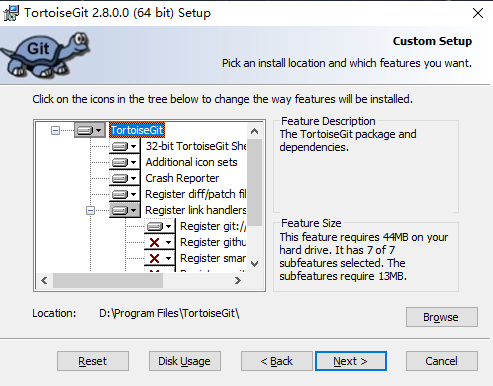 TortoiseGit 2.8.0.0 (64 bit) Setup
Git
Custom Setup
Pick an install location and which features you want.
Click on the icons in the tree below to change the way features will be installed.
TortoiseGit
32-bit TortoiseGit She
Additional icon sets
Crash Reporter
Register diff/patch fil
Register link handlers
Register git:/
Register githu
Register smar
Feature Description
The TortoiseGit package and
dependencies.
Feature Size
This feature requires 44MB on your
hard drive. It has 7 of 7
subfeatures selected. The
subfeatures require 13MB.
Location: D:\Program Files\TortoiseGit\
Browse
Reset Disk Usage < Back Next > Cancel